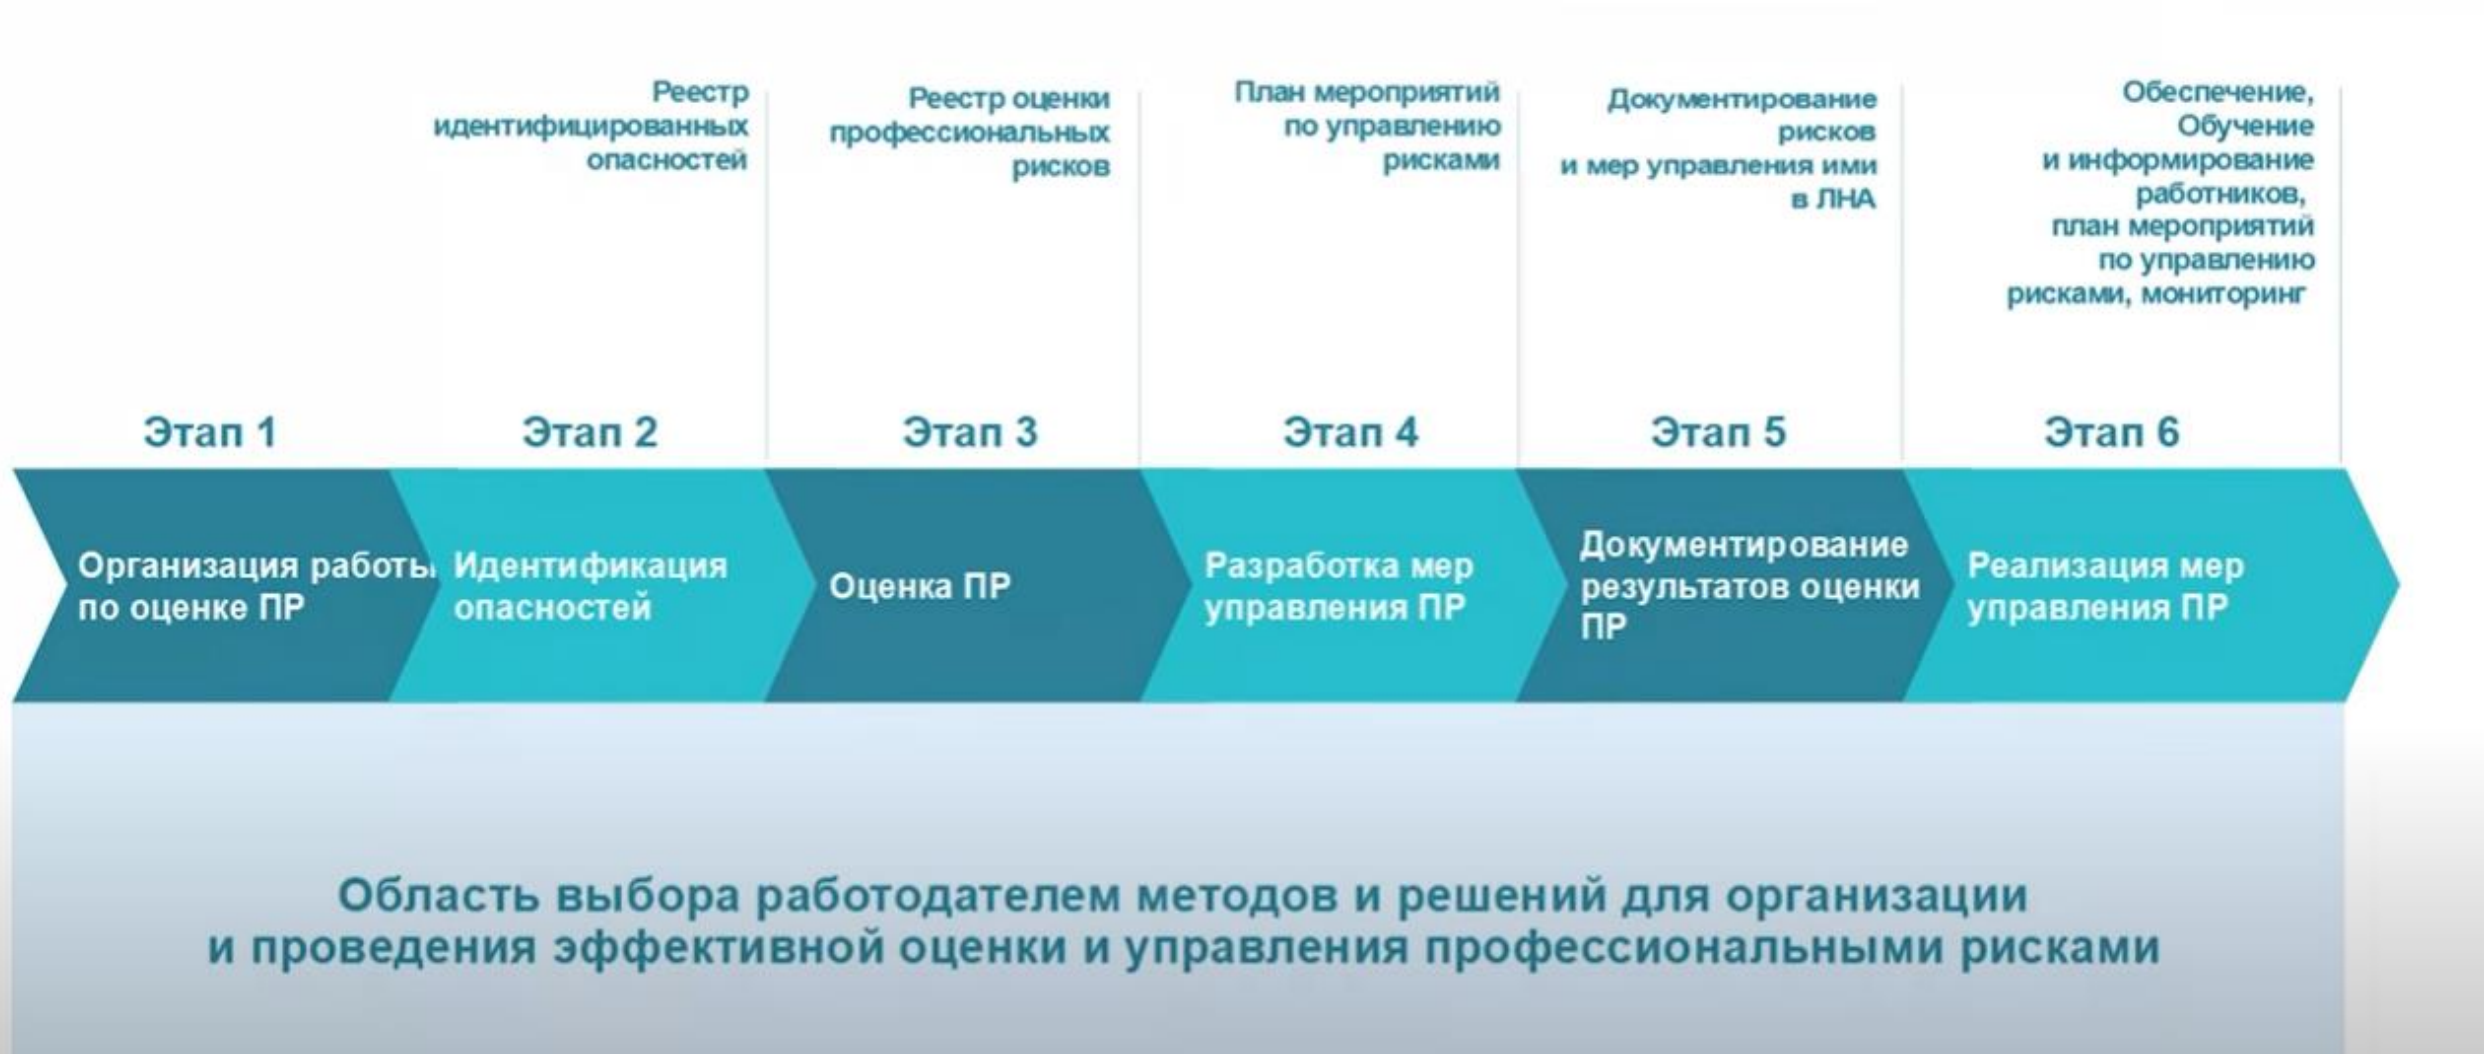 Реестр
идентифицированных
опасностей
Реестр оценки
профессиональных
рисков
План мероприятий
по управлению
рисками
Документирование
рисков
и мер управления ими
в ЛНА
Обеспечение,
Обучение
и информирование
работников,
план мероприятий
по управлению
рисками, мониторинг
Этап 1
Этап 2
Этап 3
Этап 4
Этап 5
Этап 6
Организация работы
по оценке ПР
Идентификация
опасностей
Оценка ПР
Разработка мер
управления ПР
Документирование
результатов оценки
ПР
Реализация мер
управления ПР
Область выбора работодателем методов и решений для организации
и проведения эффективной оценки и управления профессиональными рисками